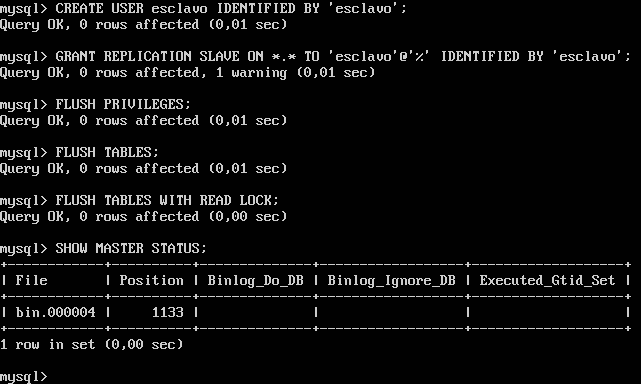 mysql> CREATE USER esclavo IDENTIFIED BY 'esclavo';
Query OK, 0 rows affected (0,01 sec)
mysql> GRANT REPLICATION SLAVE ON *.* TO 'esclavo'@'%' IDENTIFIED BY 'esclavo';
Query OK, 0 rows affected, 1 warning (0,01 sec)
mysql> FLUSH PRIVILEGES;
Query OK, 0 rows affected (0,01 sec)
mysql> FLUSH TABLES;
Query OK, 0 rows affected (0,01 sec)
mysql> FLUSH TABLES WITH READ LOCK;
Query OK, 0 rows affected (0,00 sec)
mysql> SHOW MASTER STATUS;
+------------+----------+--------------+------------------+-------------------+
| File       | Position | Binlog_Do_DB | Binlog_Ignore_DB | Executed_Gtid_Set |
+------------+----------+--------------+------------------+-------------------+
| bin.000004 |     1133 |              |                  |                   |
+------------+----------+--------------+------------------+-------------------+
1 row in set (0,00 sec)
mysql>